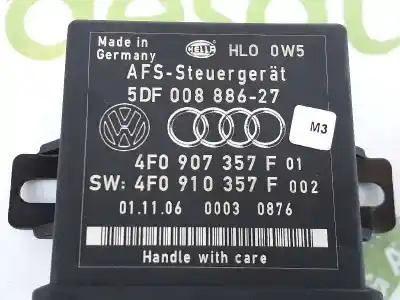 Made in
Germany
HELLA
HLO 0W5
AFS-Steuergerät
5DF 008 886-27
M3
4F0 907 357 F 01
SW: 4F0 910 357 F 002
01.11.06 0003 0876
Handle with care